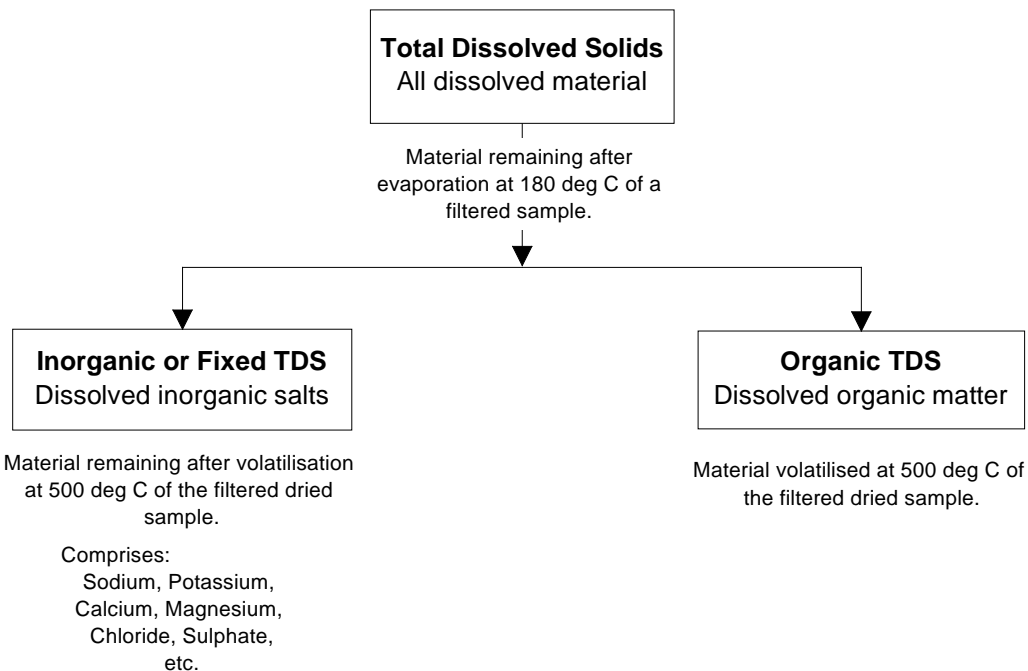 Total Dissolved Solids
All dissolved material
Material remaining after
evaporation at 180 deg C of a
filtered sample.
Inorganic or Fixed TDS
Dissolved inorganic salts
Material remaining after volatilisation
at 500 deg C of the filtered dried
sample.
Comprises:
Sodium, Potassium,
Calcium, Magnesium,
Chloride, Sulphate,
etc.
Organic TDS
Dissolved organic matter
Material volatilised at 500 deg C of
the filtered dried sample.